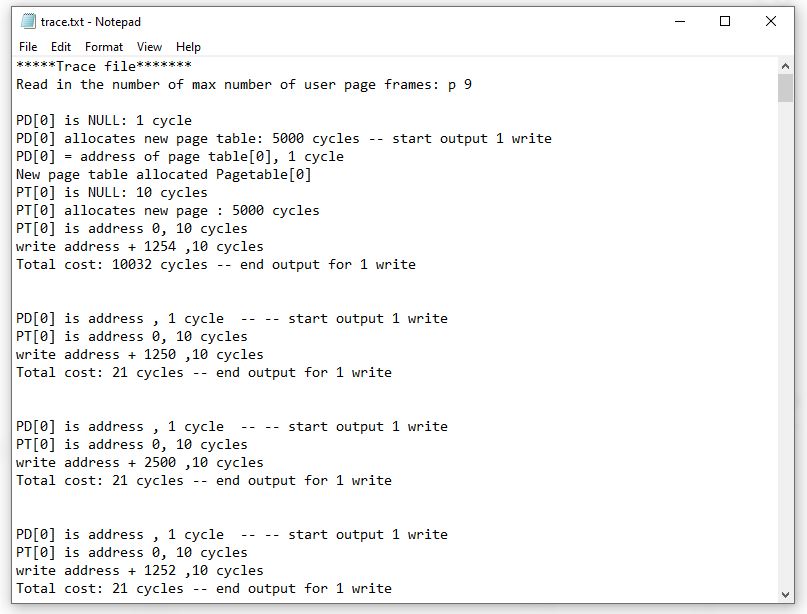 trace.txt - Notepad
File Edit Format View Help
*****Trace file*******
Read in the number of max number of user page frames: p 9
PD[0] is NULL: 1 cycle
PD[0] allocates new page table: 5000 cycles -- start output 1 write
PD[0] = address of page table[0], 1 cycle
New page table allocated Pagetable[0]
PT[0] is NULL: 10 cycles
PT[0] allocates new page : 5000 cycles
PT[0] is address 0, 10 cycles
write address + 1254 ,10 cycles
Total cost: 10032 cycles -- end output for 1 write
PD[0] is address , 1 cycle  -- -- start output 1 write
PT[0] is address 0, 10 cycles
write address + 1250 ,10 cycles
Total cost: 21 cycles -- end output for 1 write
PD[0] is address , 1 cycle  -- -- start output 1 write
PT[0] is address 0, 10 cycles
write address + 2500 ,10 cycles
Total cost: 21 cycles -- end output for 1 write
PD[0] is address , 1 cycle  -- -- start output 1 write
PT[0] is address 0, 10 cycles
write address + 1252 ,10 cycles
Total cost: 21 cycles -- end output for 1 write